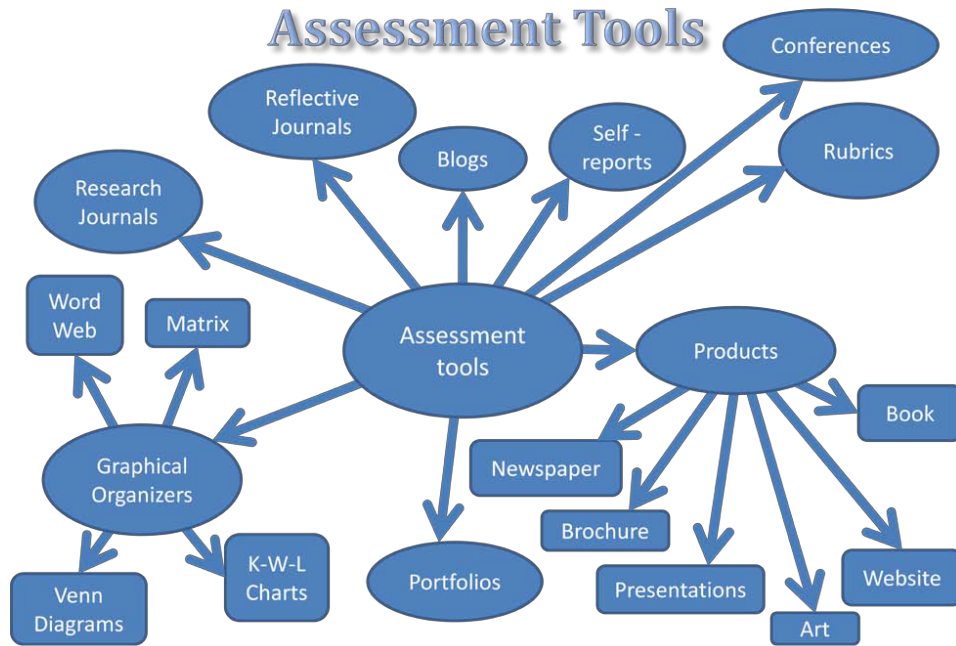 Assessment Tools
Conferences
Reflective
Journals
Blogs
Self -
reports
Rubrics
Research
Journals
Word
Web
Matrix
Assessment
tools
Products
Book
Graphical
Organizers
Newspaper
Brochure
K-W-L
Charts
Portfolios
Presentations
Website
Venn
Diagrams
Art